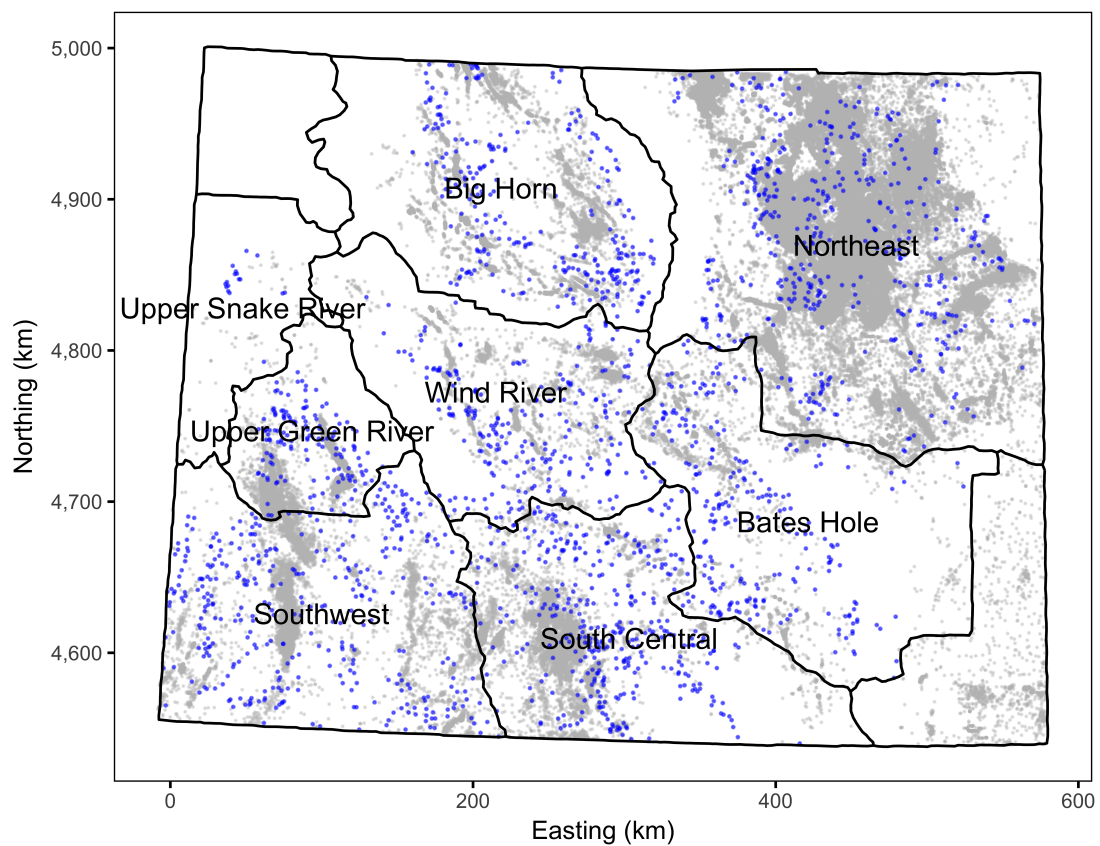 5,000
4,900
4,800
4,700
4,600
Northing (km)
Big Horn
Northeast
Upper Snake River
Wind River
Upper Green River
Bates Hole
Southwest
South Central
0
200
400
600
Easting (km)